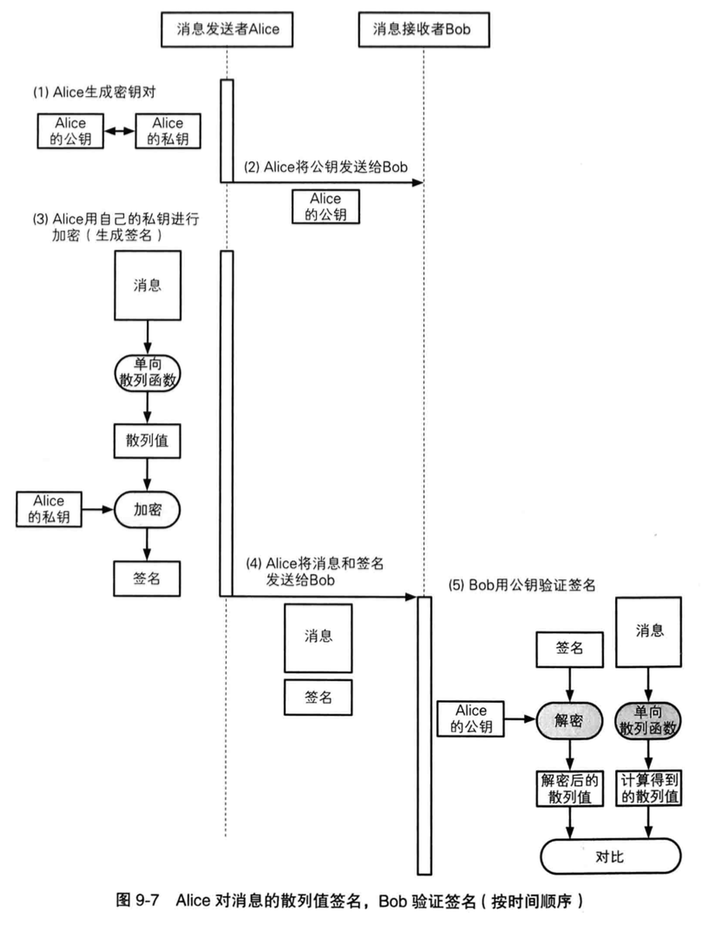 消息发送者Alice
消息接收者Bob
(1) Alice生成密钥对
Alice
的公钥
Alice
的私钥
(2) Alice将公钥发送给Bob
Alice
的公钥
(3) Alice用自己的私钥进行
加密（生成签名）
消息
单向
散列函数
散列值
Alice
的私钥
加密
签名
(4) Alice将消息和签名
发送给Bob
消息
签名
(5) Bob用公钥验证签名
签名
消息
Alice
的公钥
解密
单向
散列函数
解密后的
散列值
计算得到
的散列值
对比
图 9-7 Alice 对消息的散列值签名，Bob 验证签名（按时间顺序）